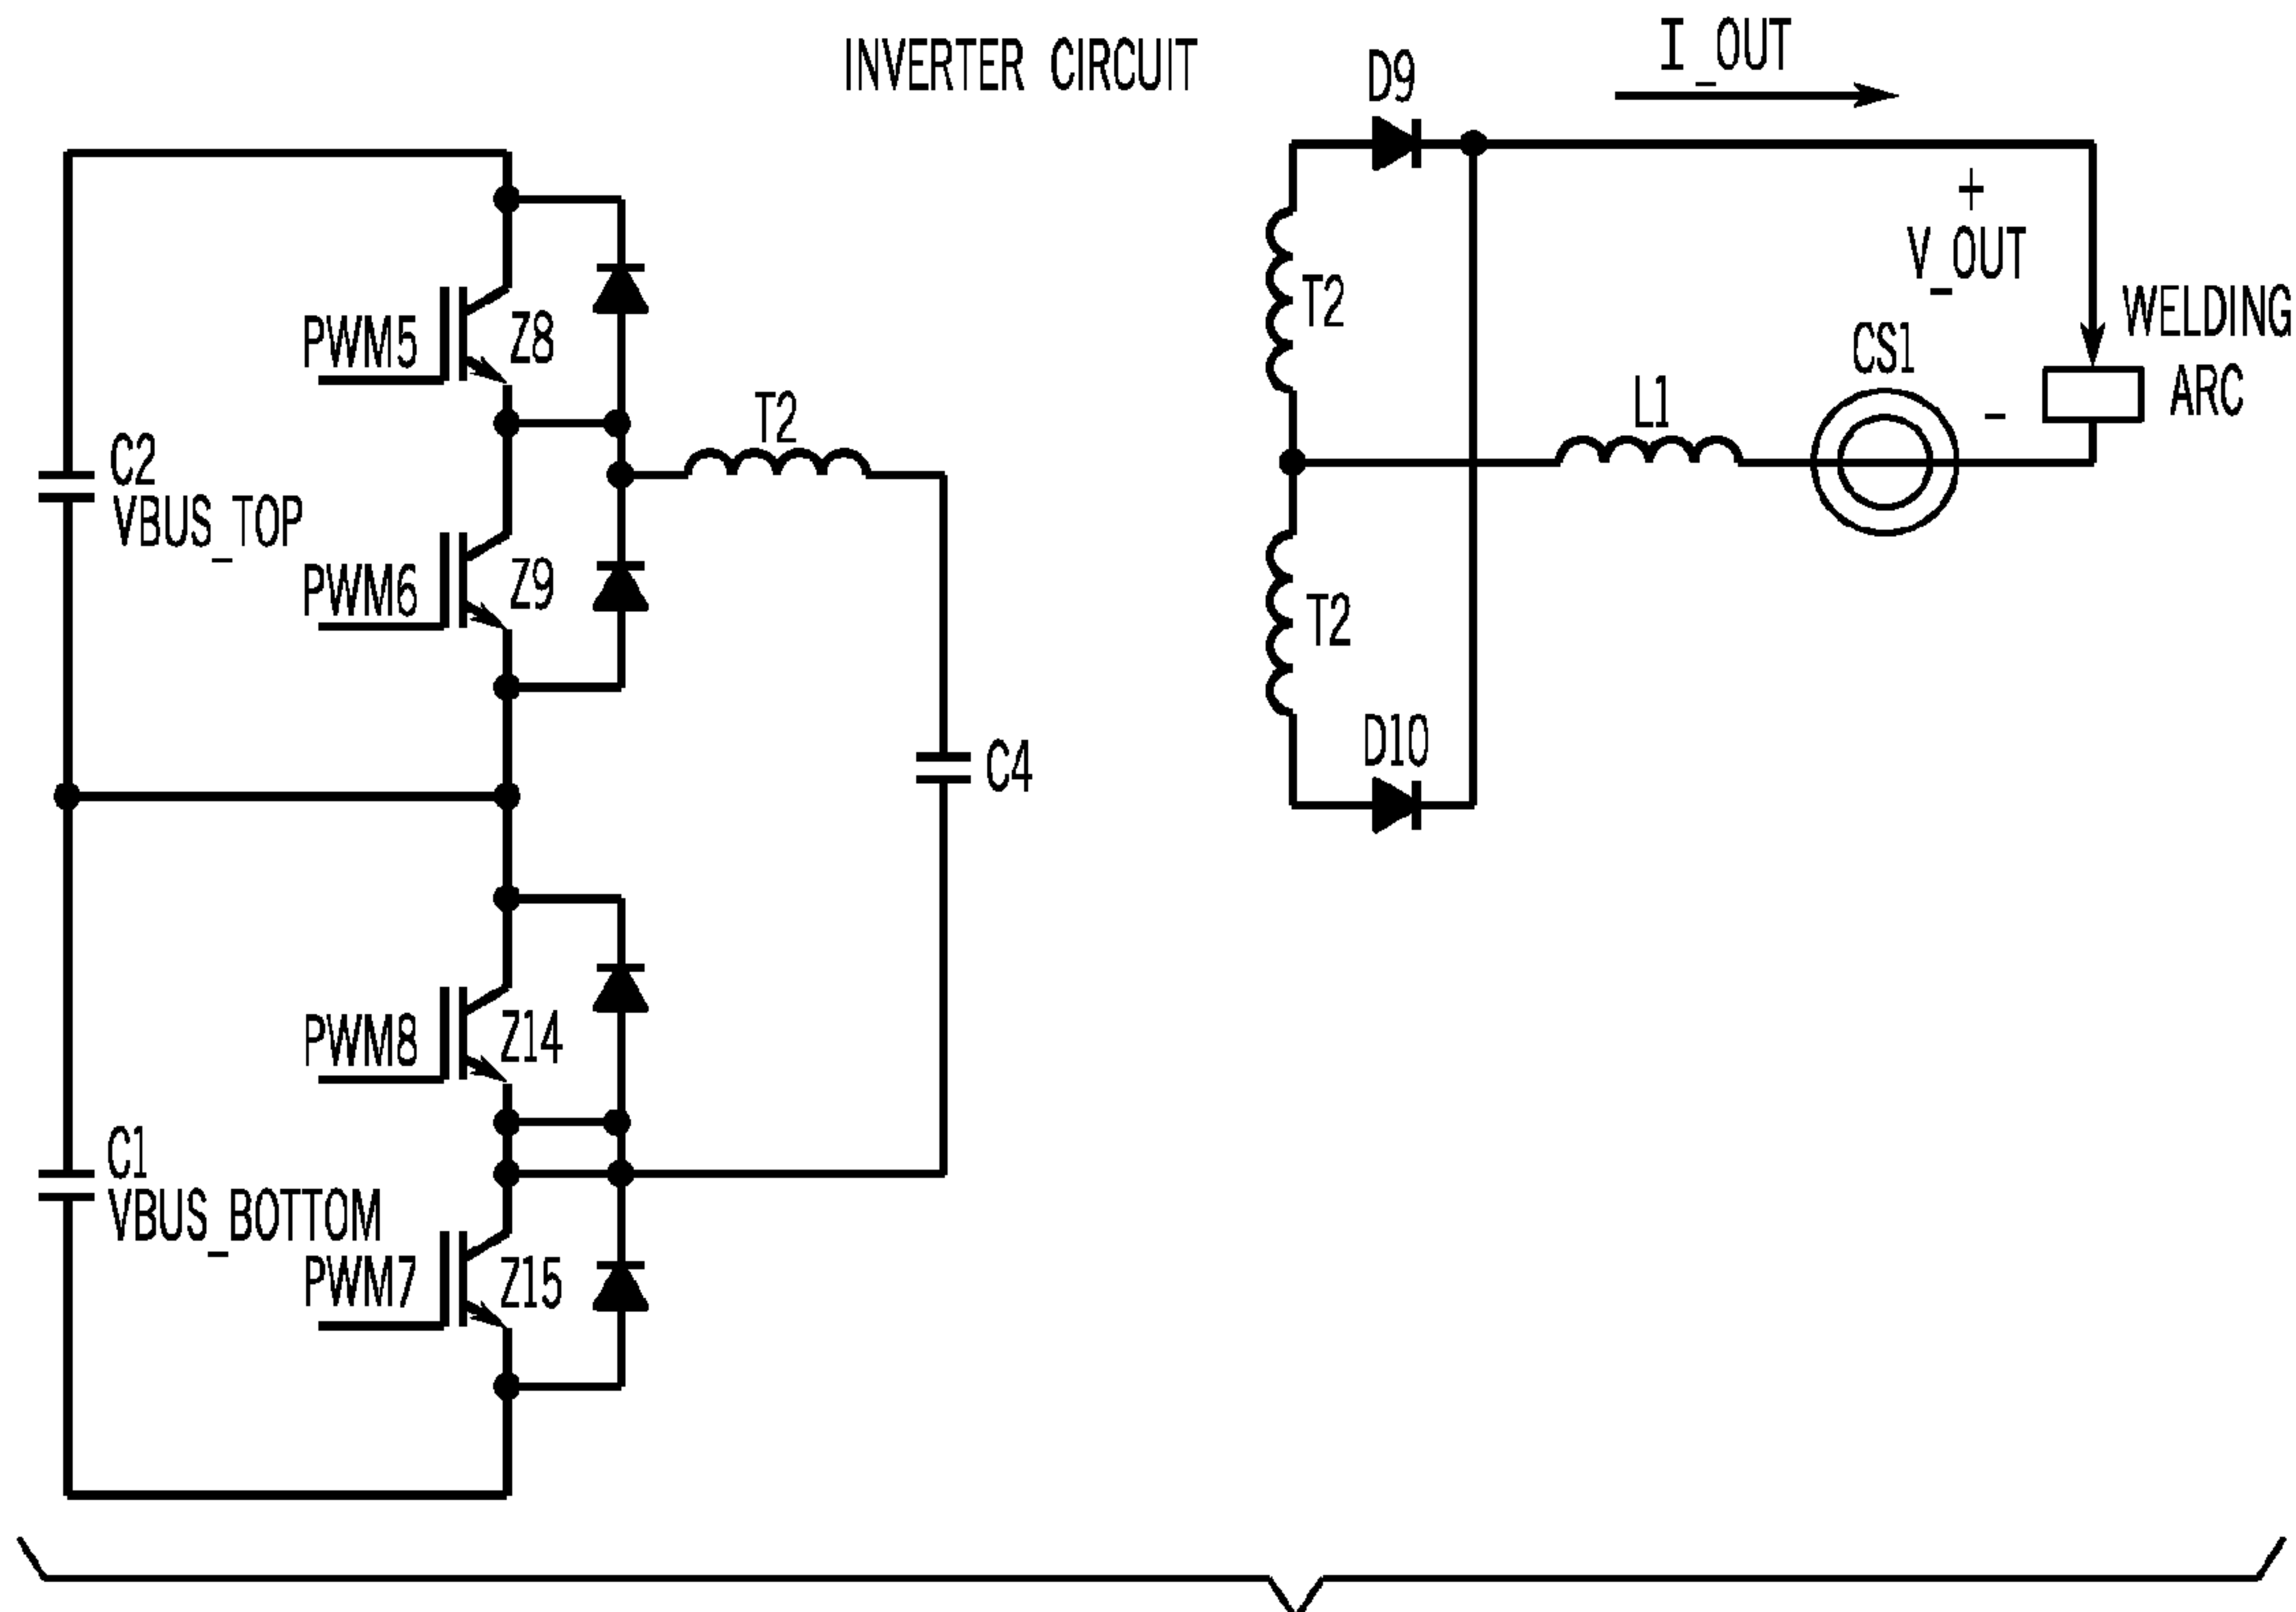 INVERTER CIRCUIT
I_OUT
D9
+
V_OUT
-
WELDING
ARC
CS1
L1
T2
T2
D10
PWM5
Z8
T2
C2
VBUS_TOP
PWM6
Z9
C4
PWM8
Z14
C1
VBUS_BOTTOM
PWM7
Z15